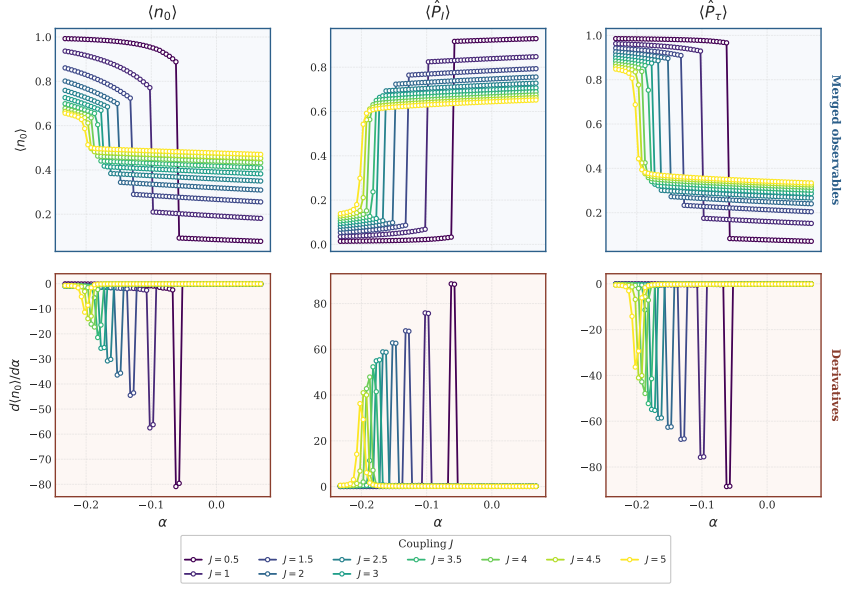 ⟨n₀⟩ ⟨P̂_l⟩ ⟨P̂_τ⟩
⟨n₀⟩
1.0
0.8
0.6
0.4
0.2
1.0
0.8
0.6
0.4
0.2
0.0
1.0
0.8
0.6
0.4
0.2
Merged observables
d⟨n₀⟩/dα
0
−10
−20
−30
−40
−50
−60
−70
−80
80
60
40
20
0
0
−20
−40
−60
−80
Derivatives
−0.2 −0.1 0.0
−0.2 −0.1 0.0
−0.2 −0.1 0.0
α α α
Coupling J
J = 0.5 J = 1.5 J = 2.5 J = 3.5 J = 4 J = 4.5 J = 5
J = 1 J = 2 J = 3